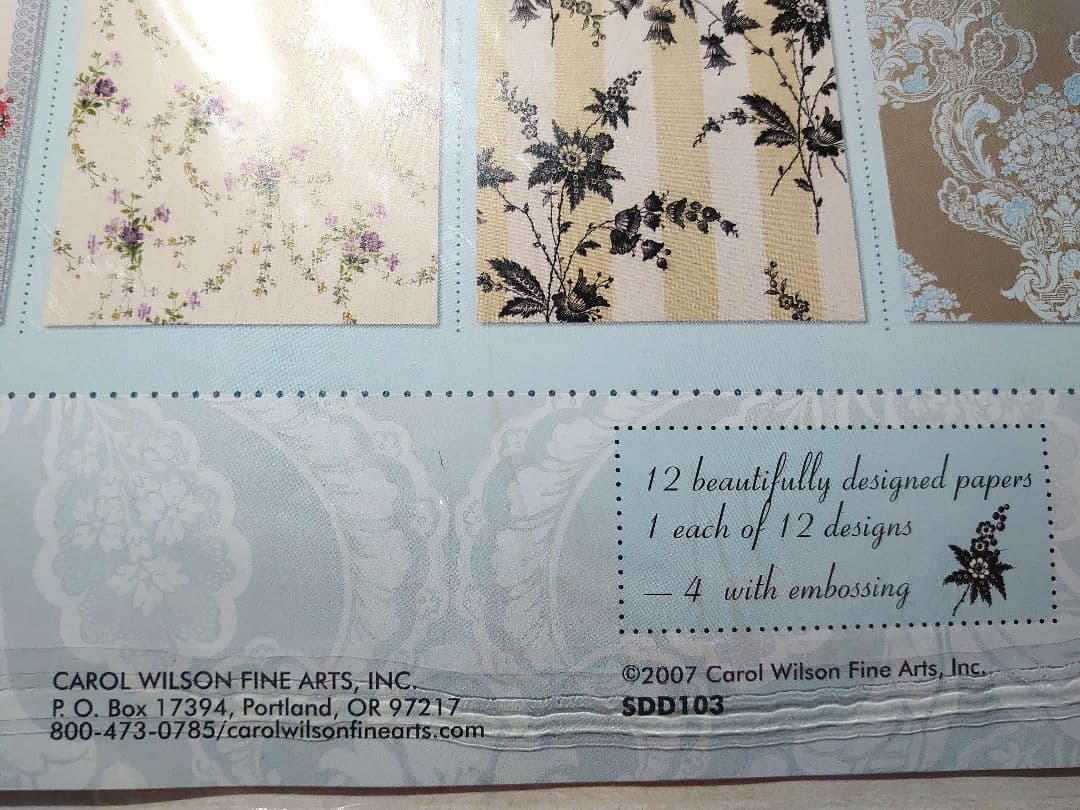 12 beautifully designed papers
1 each of 12 designs
— 4 with embossing
CAROL WILSON FINE ARTS, INC.
P. O. Box 17394, Portland, OR 97217
800-473-0785/carolwilsonfinearts.com
©2007 Carol Wilson Fine Arts, Inc.
SDD103